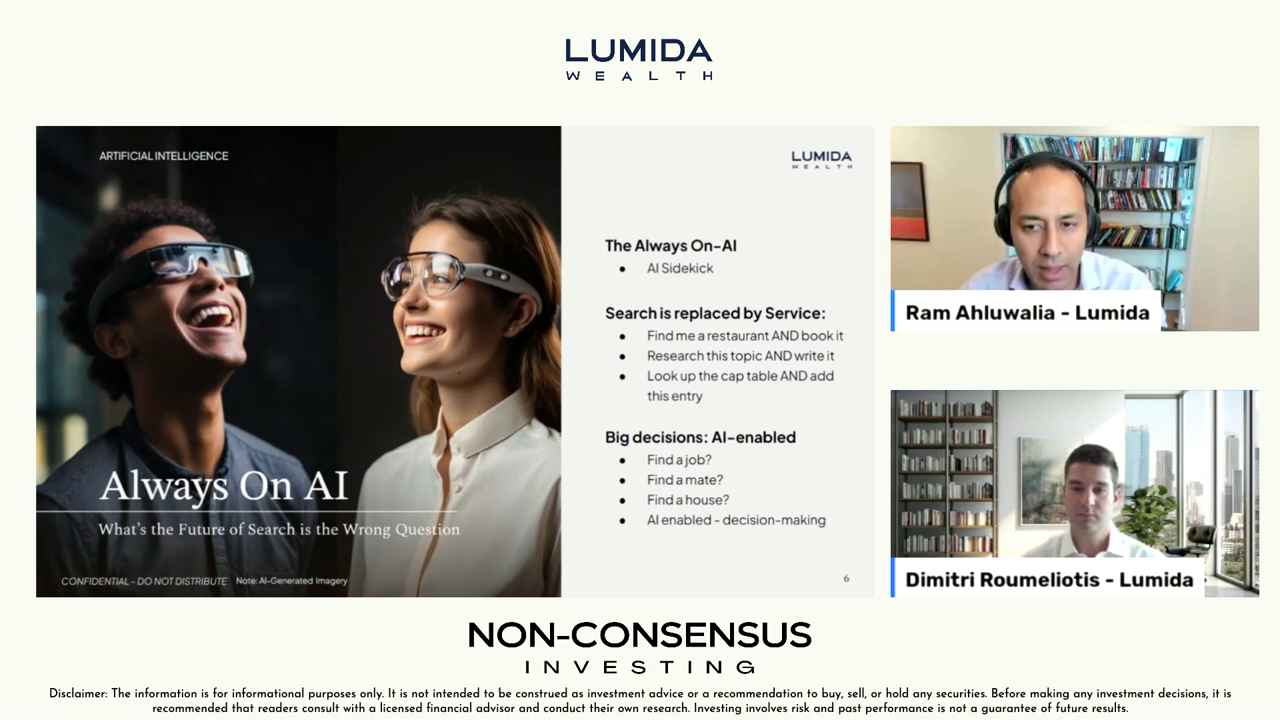 LUMIDA
WEALTH
ARTIFICIAL INTELLIGENCE
LUMIDA
WEALTH
The Always On-AI
• AI Sidekick
Search is replaced by Service:
• Find me a restaurant AND book it
• Research this topic AND write it
• Look up the cap table AND add
this entry
Big decisions: AI-enabled
• Find a job?
• Find a mate?
• Find a house?
• AI enabled - decision-making
Always On AI
What's the Future of Search is the Wrong Question
CONFIDENTIAL - DO NOT DISTRIBUTE Note: AI-Generated Imagery
6
Ram Ahluwalia - Lumida
Dimitri Roumeliotis - Lumida
NON-CONSENSUS
INVESTING
Disclaimer: The information is for informational purposes only. It is not intended to be construed as investment advice or a recommendation to buy, sell, or hold any securities. Before making any investment decisions, it is
recommended that readers consult with a licensed financial advisor and conduct their own research. Investing involves risk and past performance is not a guarantee of future results.